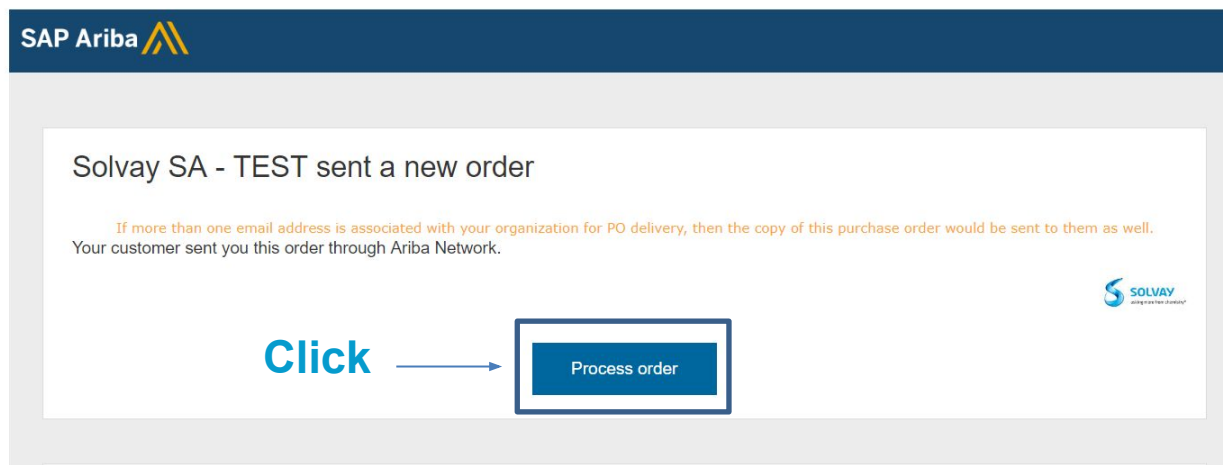 SAP Ariba
Solvay SA - TEST sent a new order
If more than one email address is associated with your organization for PO delivery, then the copy of this purchase order would be sent to them as well.
Your customer sent you this order through Ariba Network.
SOLVAY
Click
Process order